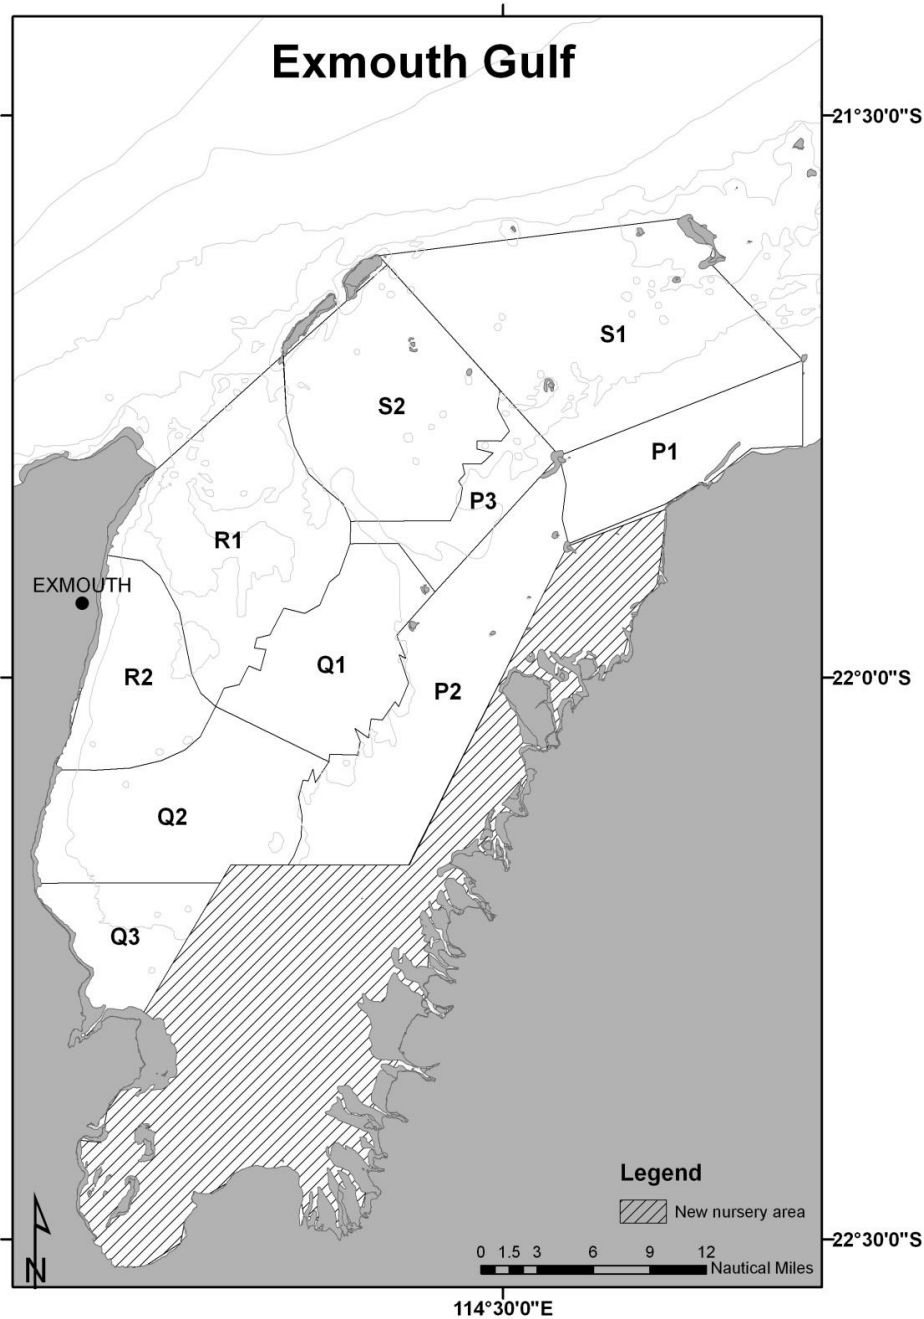 Exmouth Gulf
21°30'0"S
S1
S2
P1
P3
R1
EXMOUTH
Q1
22°0'0"S
R2
P2
Q2
Q3
Legend
New nursery area
22°30'0"S
0 1.5 3 6 9 12
Nautical Miles
N
114°30'0"E